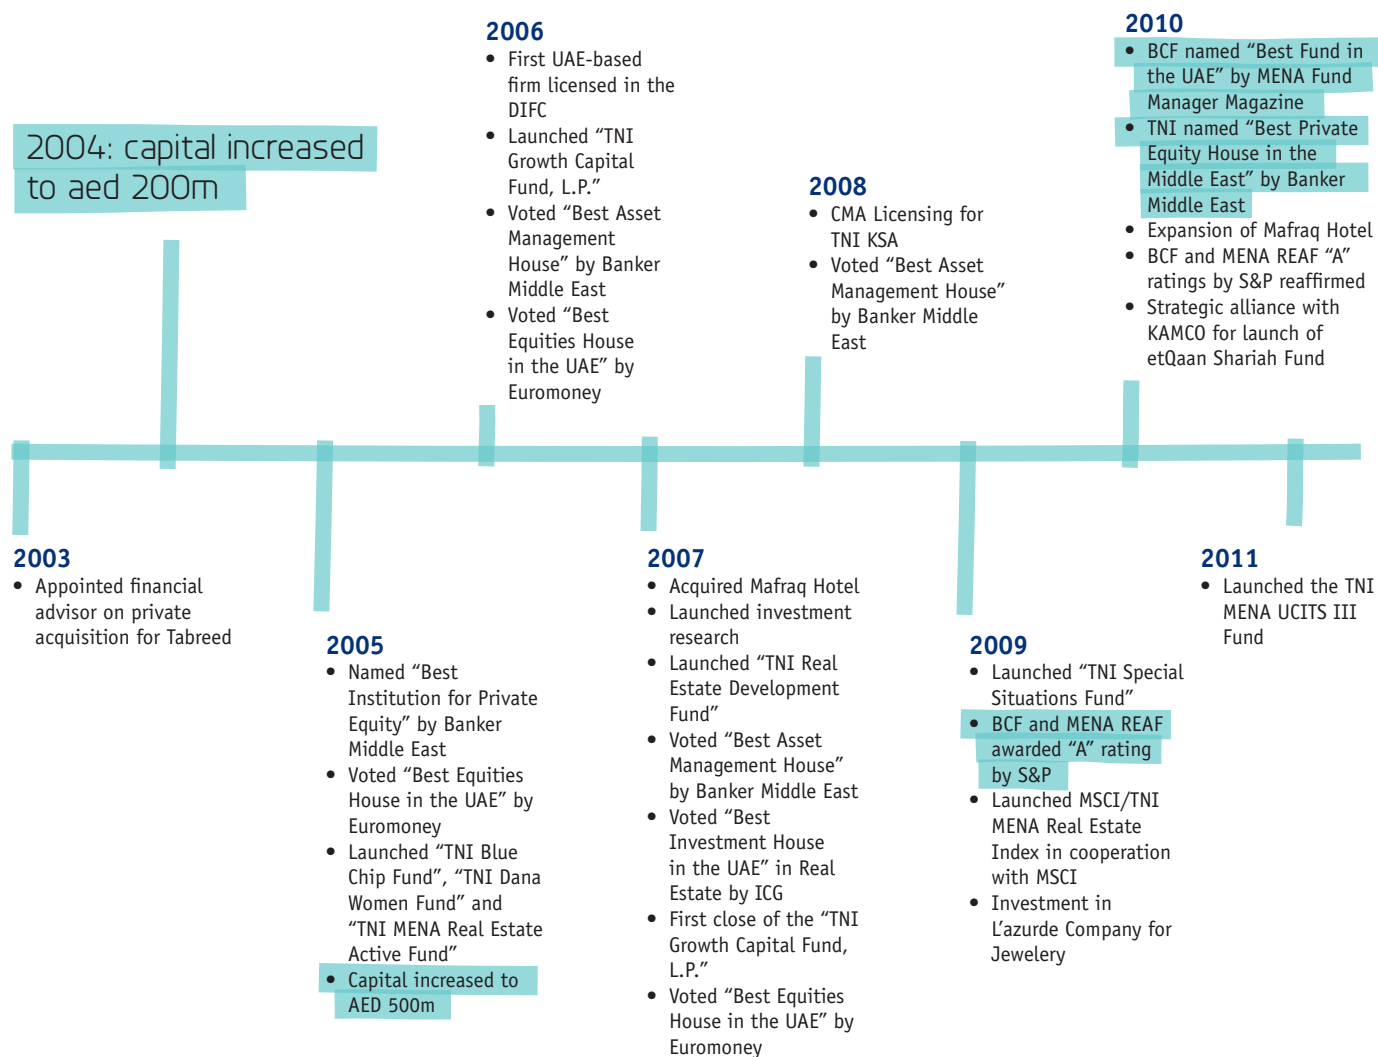 2004: capital increased
to aed 200m
2006
• First UAE-based
firm licensed in the
DIFC
• Launched “TNI
Growth Capital
Fund, L.P.”
• Voted “Best Asset
Management
House” by Banker
Middle East
• Voted “Best
Equities House
in the UAE” by
Euromoney
2008
• CMA Licensing for
TNI KSA
• Voted “Best Asset
Management House”
by Banker Middle
East
2010
• BCF named “Best Fund in
the UAE” by MENA Fund
Manager Magazine
• TNI named “Best Private
Equity House in the
Middle East” by Banker
Middle East
• Expansion of Mafraq Hotel
• BCF and MENA REAF “A”
ratings by S&P reaffirmed
• Strategic alliance with
KAMCO for launch of
etQaan Shariah Fund
2003
• Appointed financial
advisor on private
acquisition for Tabreed
2005
• Named “Best
Institution for Private
Equity” by Banker
Middle East
• Voted “Best Equities
House in the UAE” by
Euromoney
• Launched “TNI Blue
Chip Fund”, “TNI Dana
Women Fund” and
“TNI MENA Real Estate
Active Fund”
• Capital increased to
AED 500m
2007
• Acquired Mafraq Hotel
• Launched investment
research
• Launched “TNI Real
Estate Development
Fund”
• Voted “Best Asset
Management House”
by Banker Middle East
• Voted “Best
Investment House
in the UAE” in Real
Estate by ICG
• First close of the “TNI
Growth Capital Fund,
L.P.”
• Voted “Best Equities
House in the UAE” by
Euromoney
2009
• Launched “TNI Special
Situations Fund”
• BCF and MENA REAF
awarded “A” rating
by S&P
• Launched MSCI/TNI
MENA Real Estate
Index in cooperation
with MSCI
• Investment in
L’azurde Company for
Jewelery
2011
• Launched the TNI
MENA UCITS III
Fund